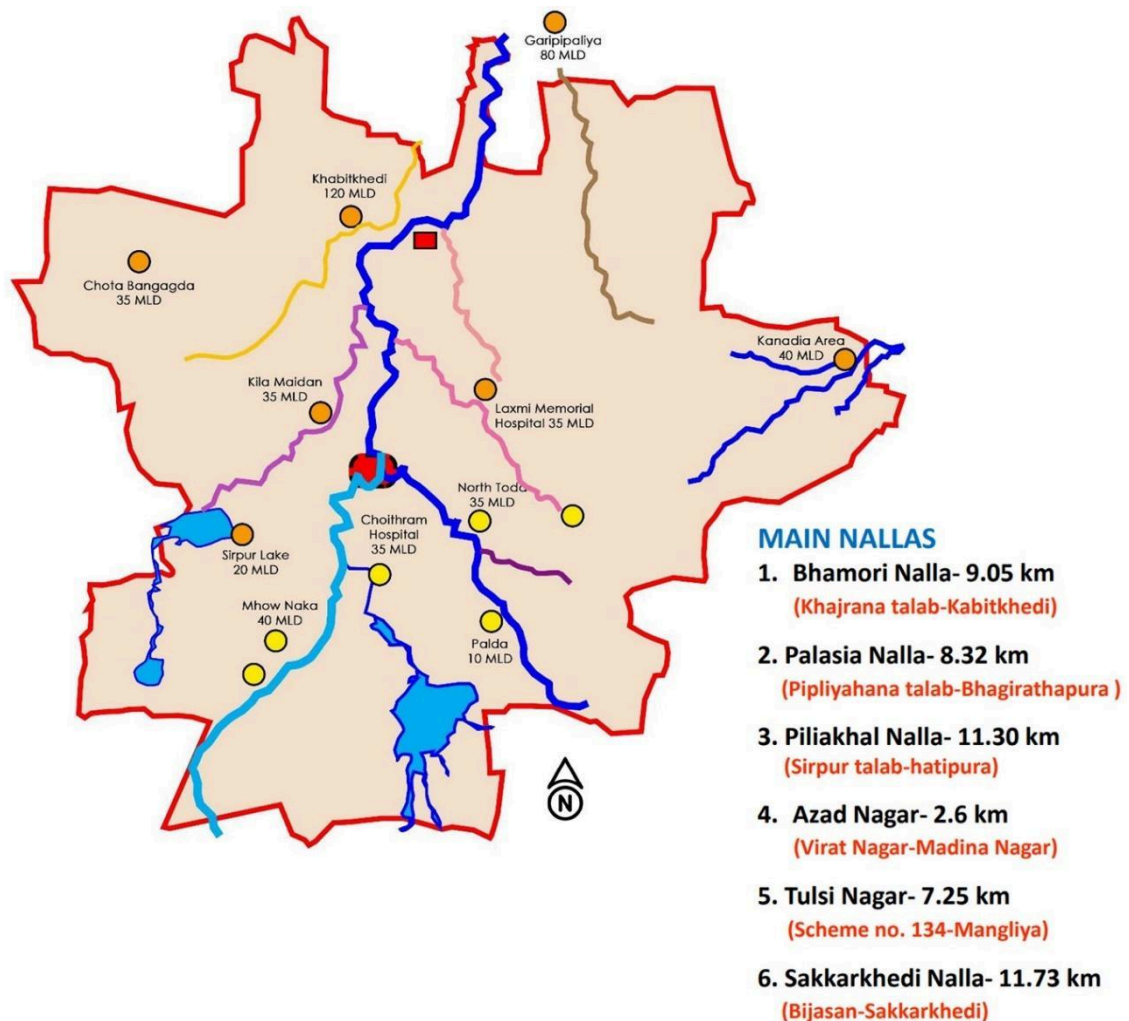 Garipipaliya
80 MLD
Khabitkhedi
120 MLD
Chota Bangagda
35 MLD
Kanadia Area
40 MLD
Kila Maidan
35 MLD
Laxmi Memorial
Hospital 35 MLD
North Toda
35 MLD
Choithram
Hospital
35 MLD
Sirpur Lake
20 MLD
Mhow Naka
40 MLD
Palda
10 MLD
N
MAIN NALLAS
1. Bhamori Nalla- 9.05 km
(Khajrana talab-Kabitkhedi)
2. Palasia Nalla- 8.32 km
(Pipliyahana talab-Bhagirathapura )
3. Piliakhal Nalla- 11.30 km
(Sirpur talab-hatipura)
4. Azad Nagar- 2.6 km
(Virat Nagar-Madina Nagar)
5. Tulsi Nagar- 7.25 km
(Scheme no. 134-Mangliya)
6. Sakkarkhedi Nalla- 11.73 km
(Bijasan-Sakkarkhedi)